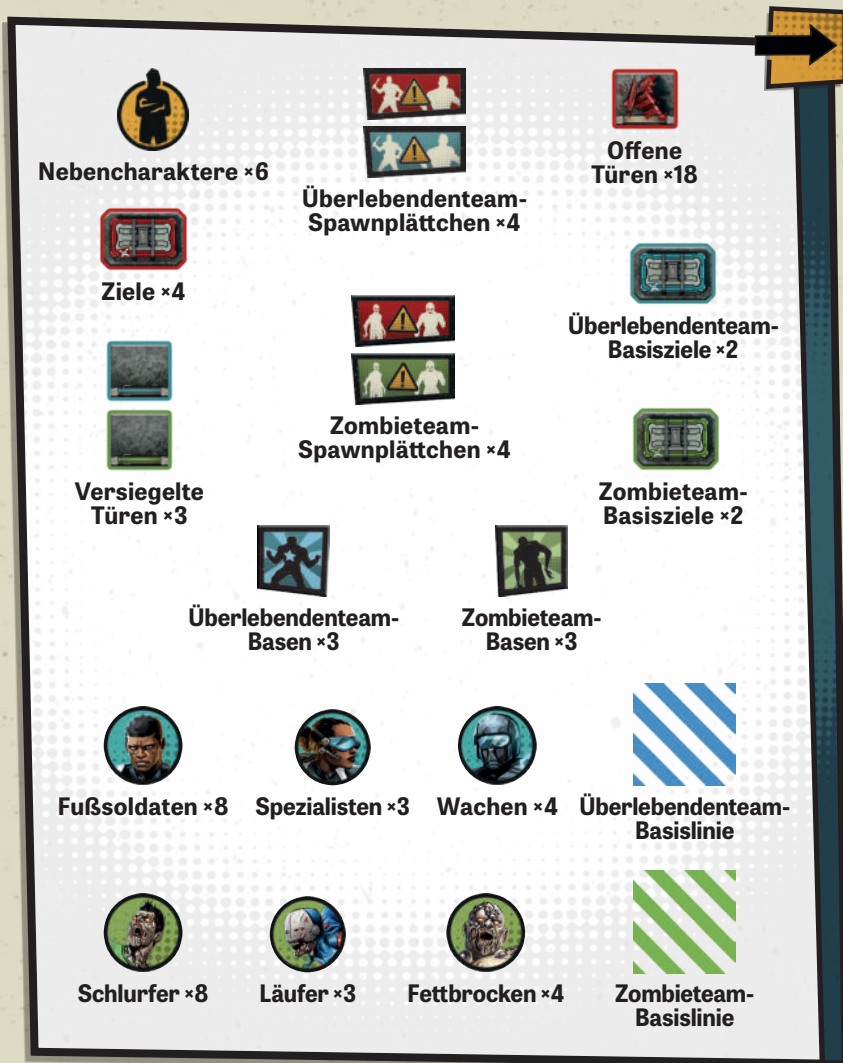 Nebencharaktere ×6
Überlebendenteam-
Spawnplättchen ×4
Offene
Türen ×18
Ziele ×4
Überlebendenteam-
Basisziele ×2
Zombieteam-
Spawnplättchen ×4
Versiegelte
Türen ×3
Zombieteam-
Basisziele ×2
Überlebendenteam-
Basen ×3
Zombieteam-
Basen ×3
Fußsoldaten ×8
Spezialisten ×3
Wachen ×4
Überlebendenteam-
Basislinie
Schlurfer ×8
Läufer ×3
Fettbrocken ×4
Zombieteam-
Basislinie